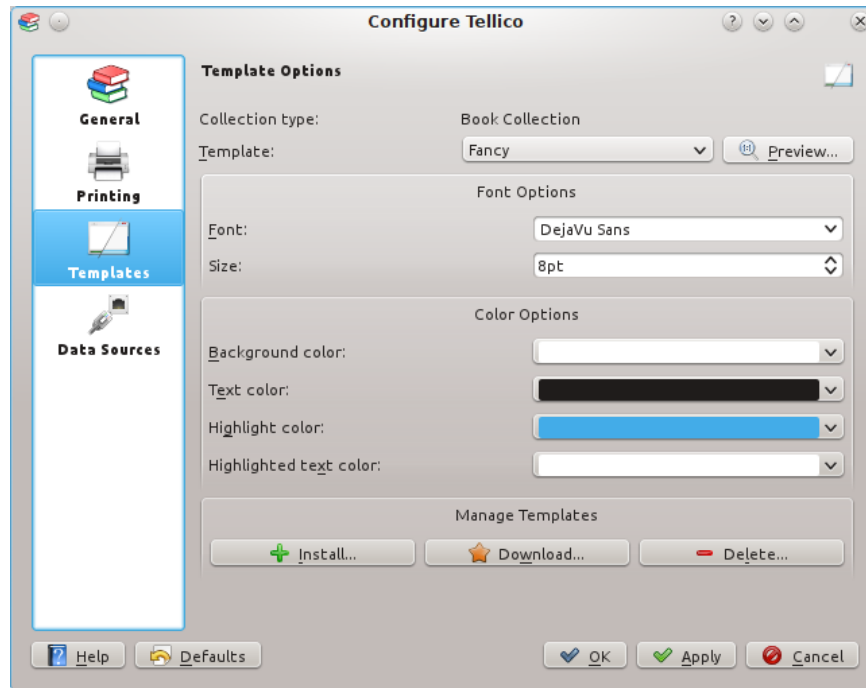 Configure Tellico
General
Printing
Templates
Data Sources
Template Options
Collection type: Book Collection
Template: Fancy Preview...
Font Options
Font: DejaVu Sans
Size: 8pt
Color Options
Background color:
Text color:
Highlight color:
Highlighted text color:
Manage Templates
Install... Download... Delete...
Help Defaults OK Apply Cancel